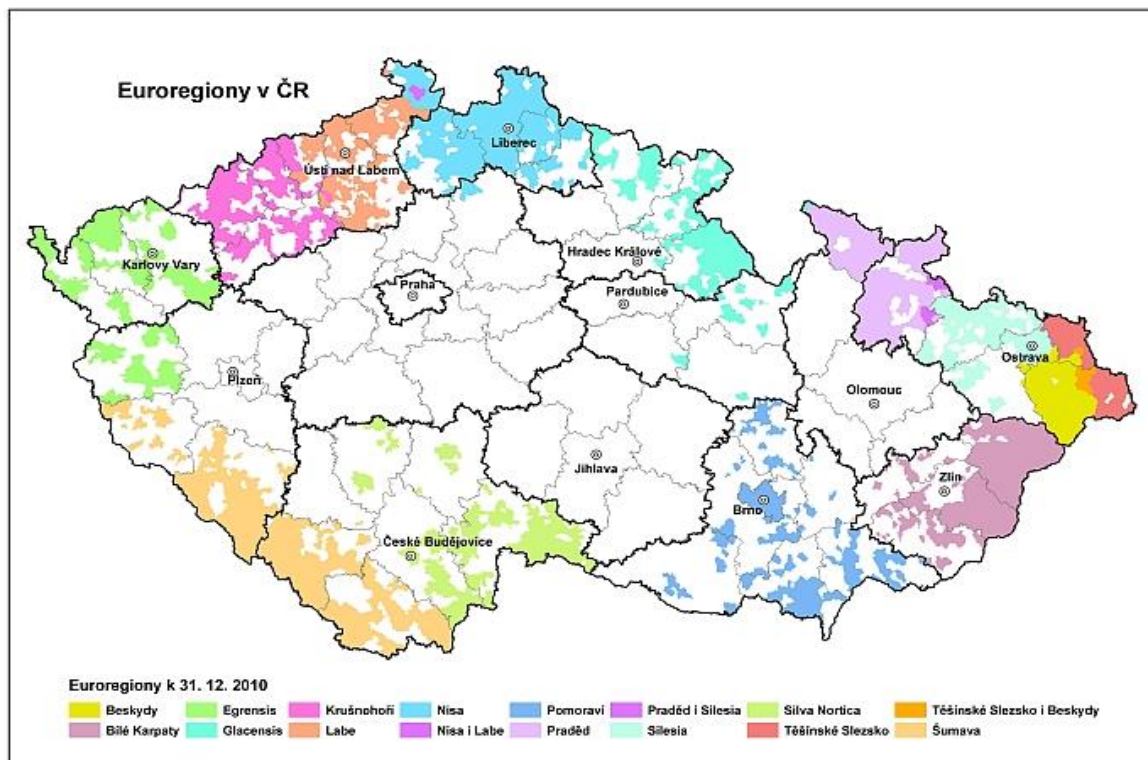 Euroregiony v ČR
Liberec
Ústí nad Labem
Karlovy Vary
Hradec Králové
Praha
Pardubice
Ostrava
Plzeň
Olomouc
Jihlava
Zlín
Brno
České Budějovice
Euroregiony k 31. 12. 2010
Beskydy Egrensis Krušnohoří Nisa Pomoraví Praděd i Silesia Silva Nortica Těšínské Slezsko i Beskydy
Bílé Karpaty Glacensis Labe Nisa i Labe Praděd Silesia Těšínské Slezsko Šumava